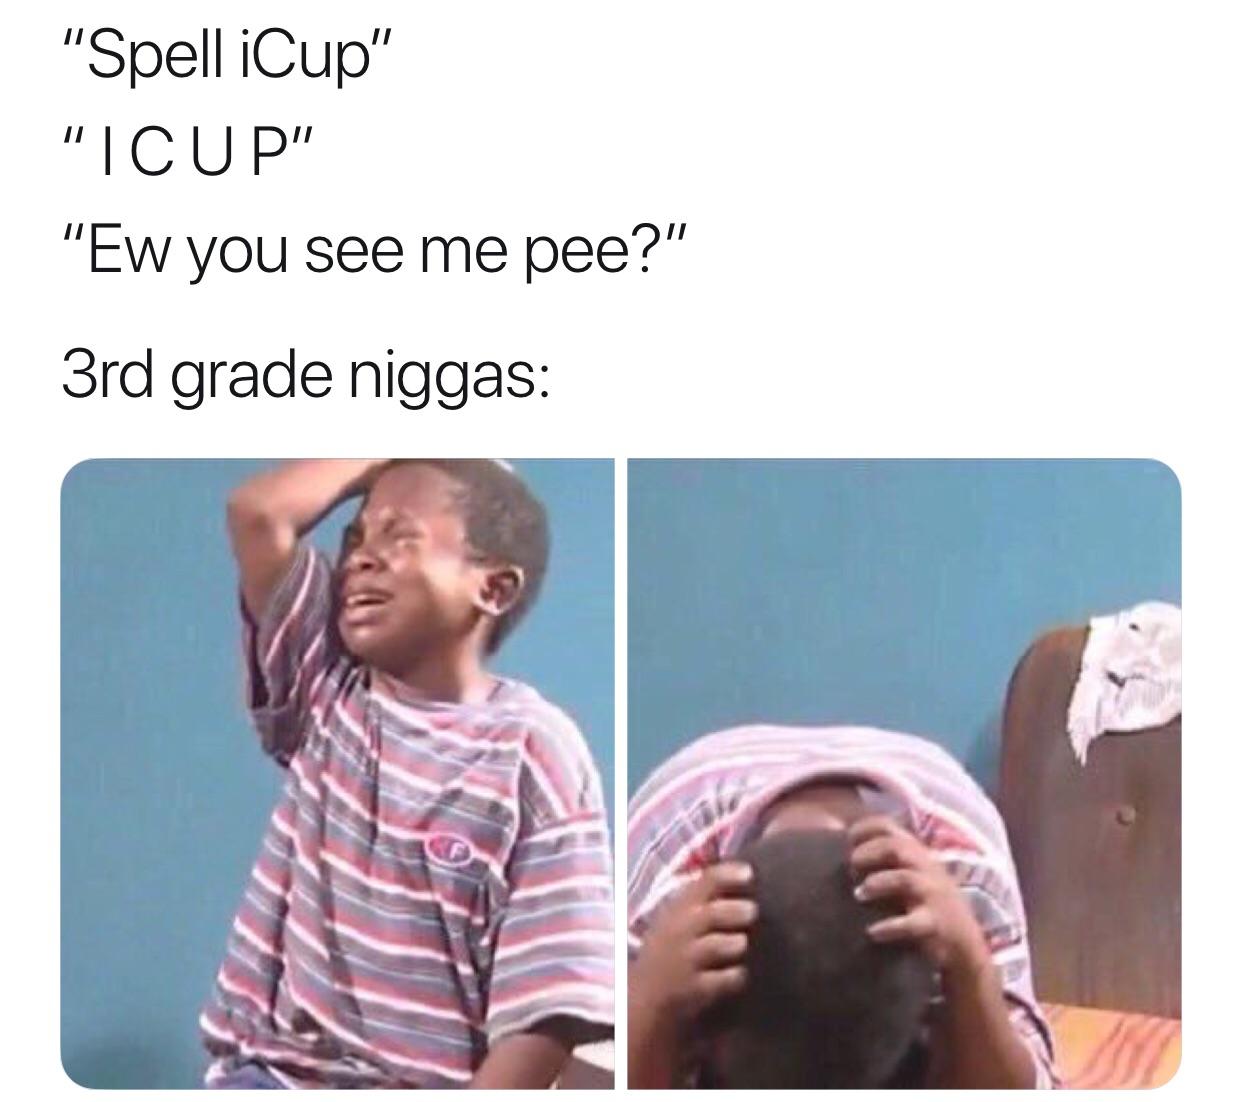 "Spell iCup"
" I C U P"
"Ew you see me pee?"
3rd grade niggas:
F